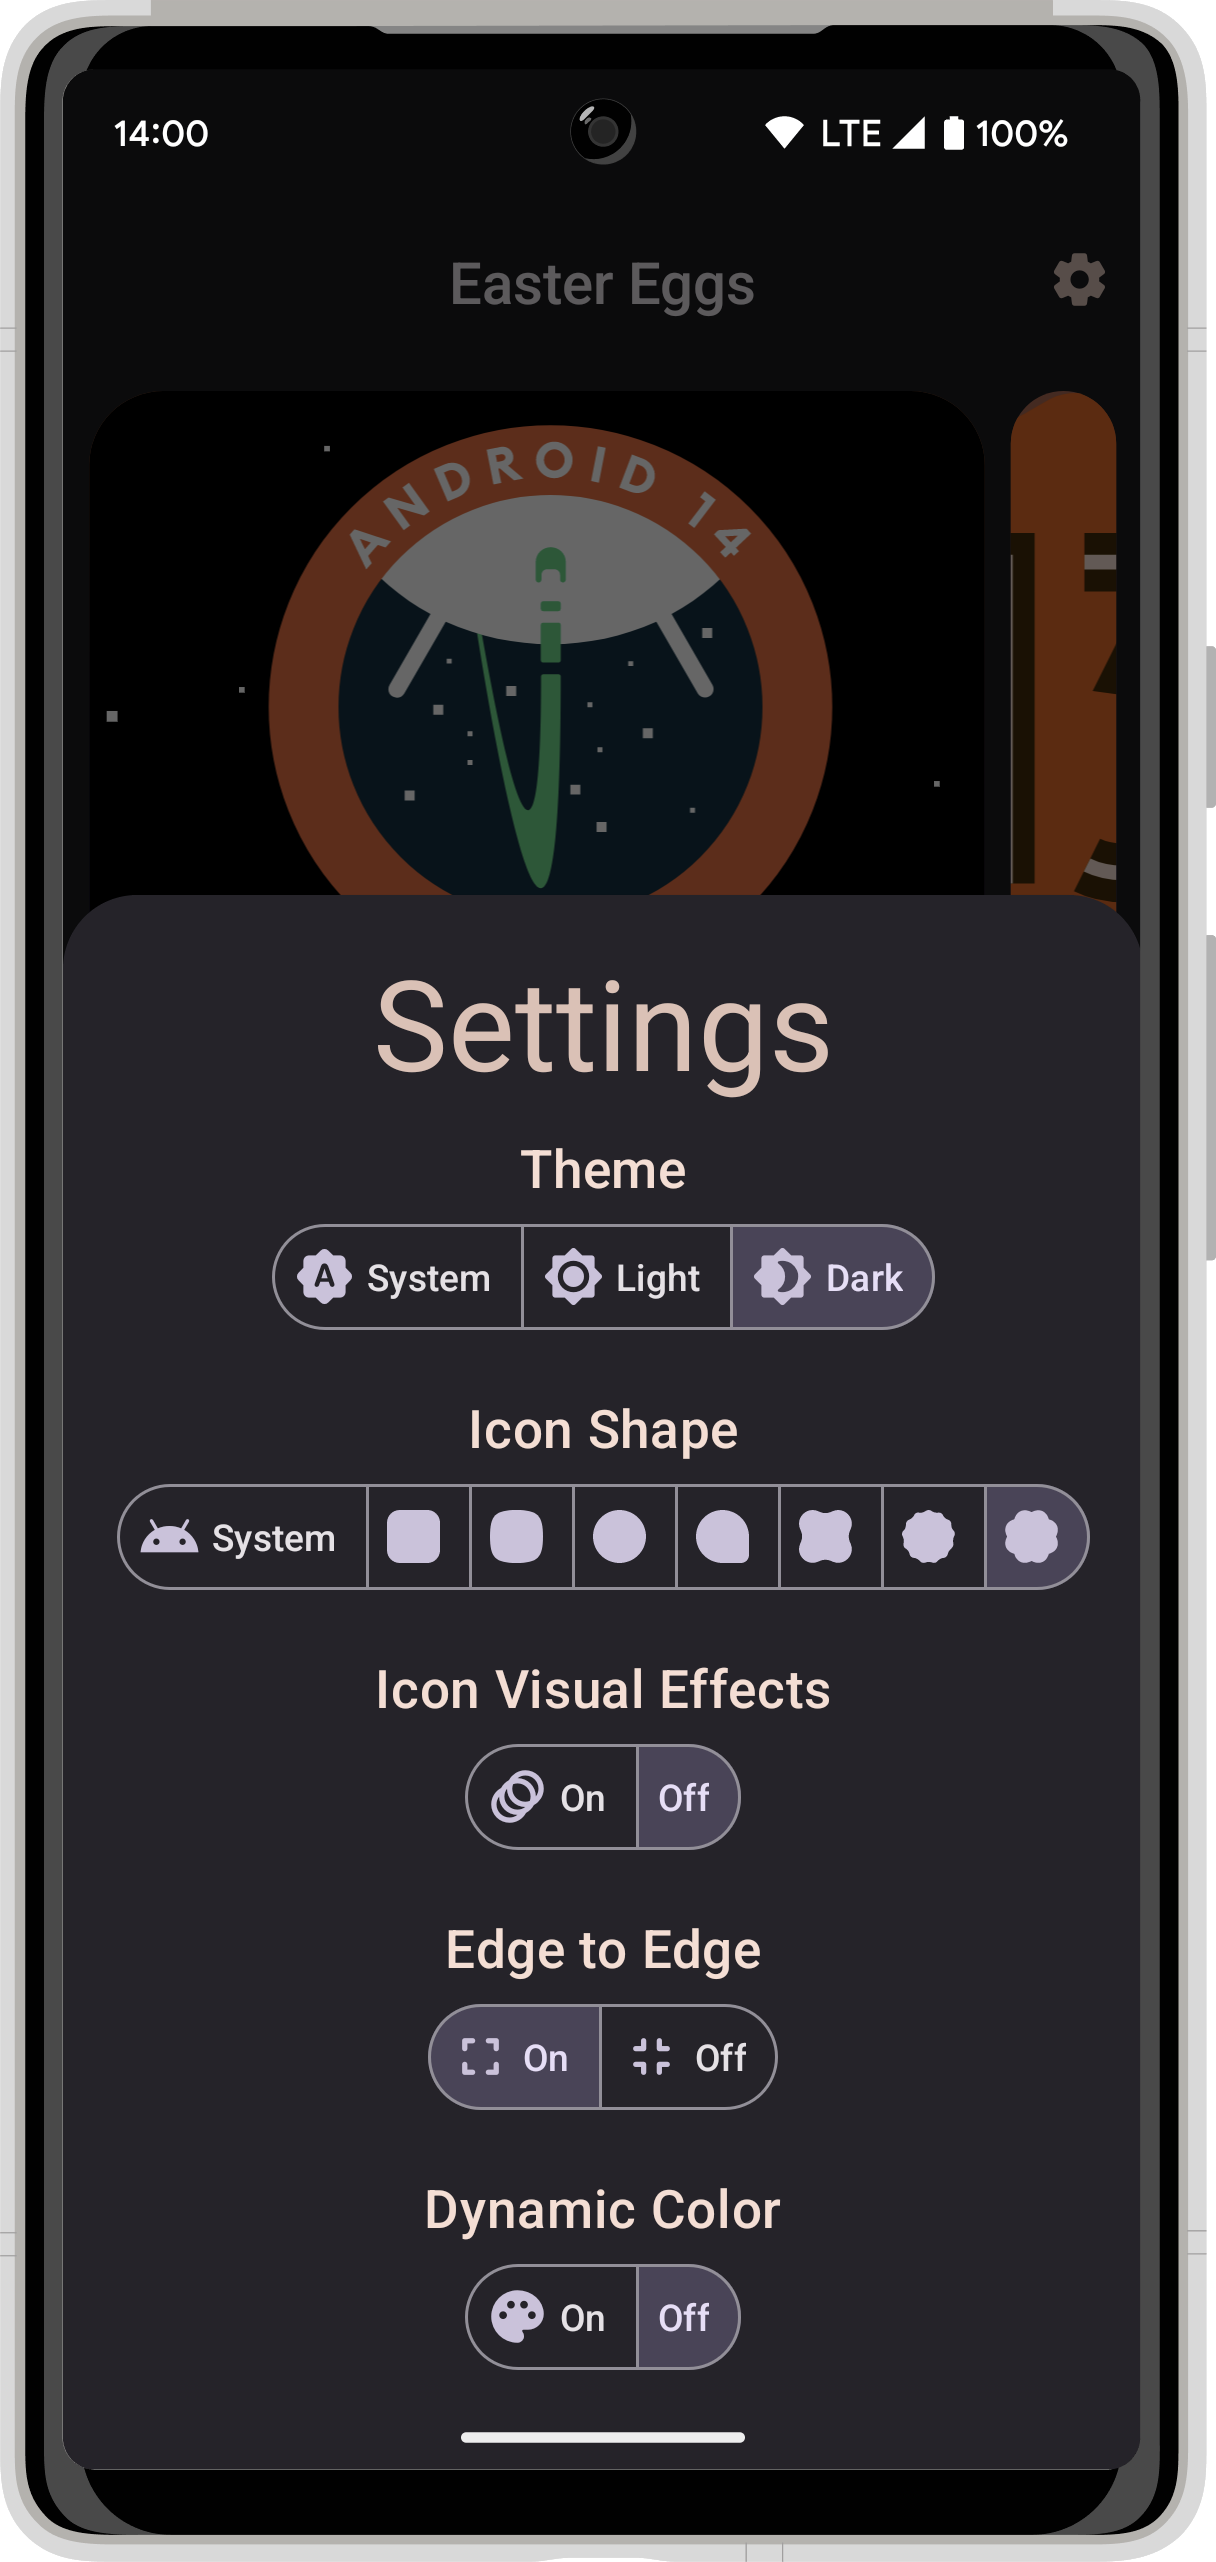 14:00 LTE 100%
Easter Eggs
ANDROID 14
Settings
Theme
A System Light Dark
Icon Shape
System
Icon Visual Effects
On Off
Edge to Edge
On Off
Dynamic Color
On Off